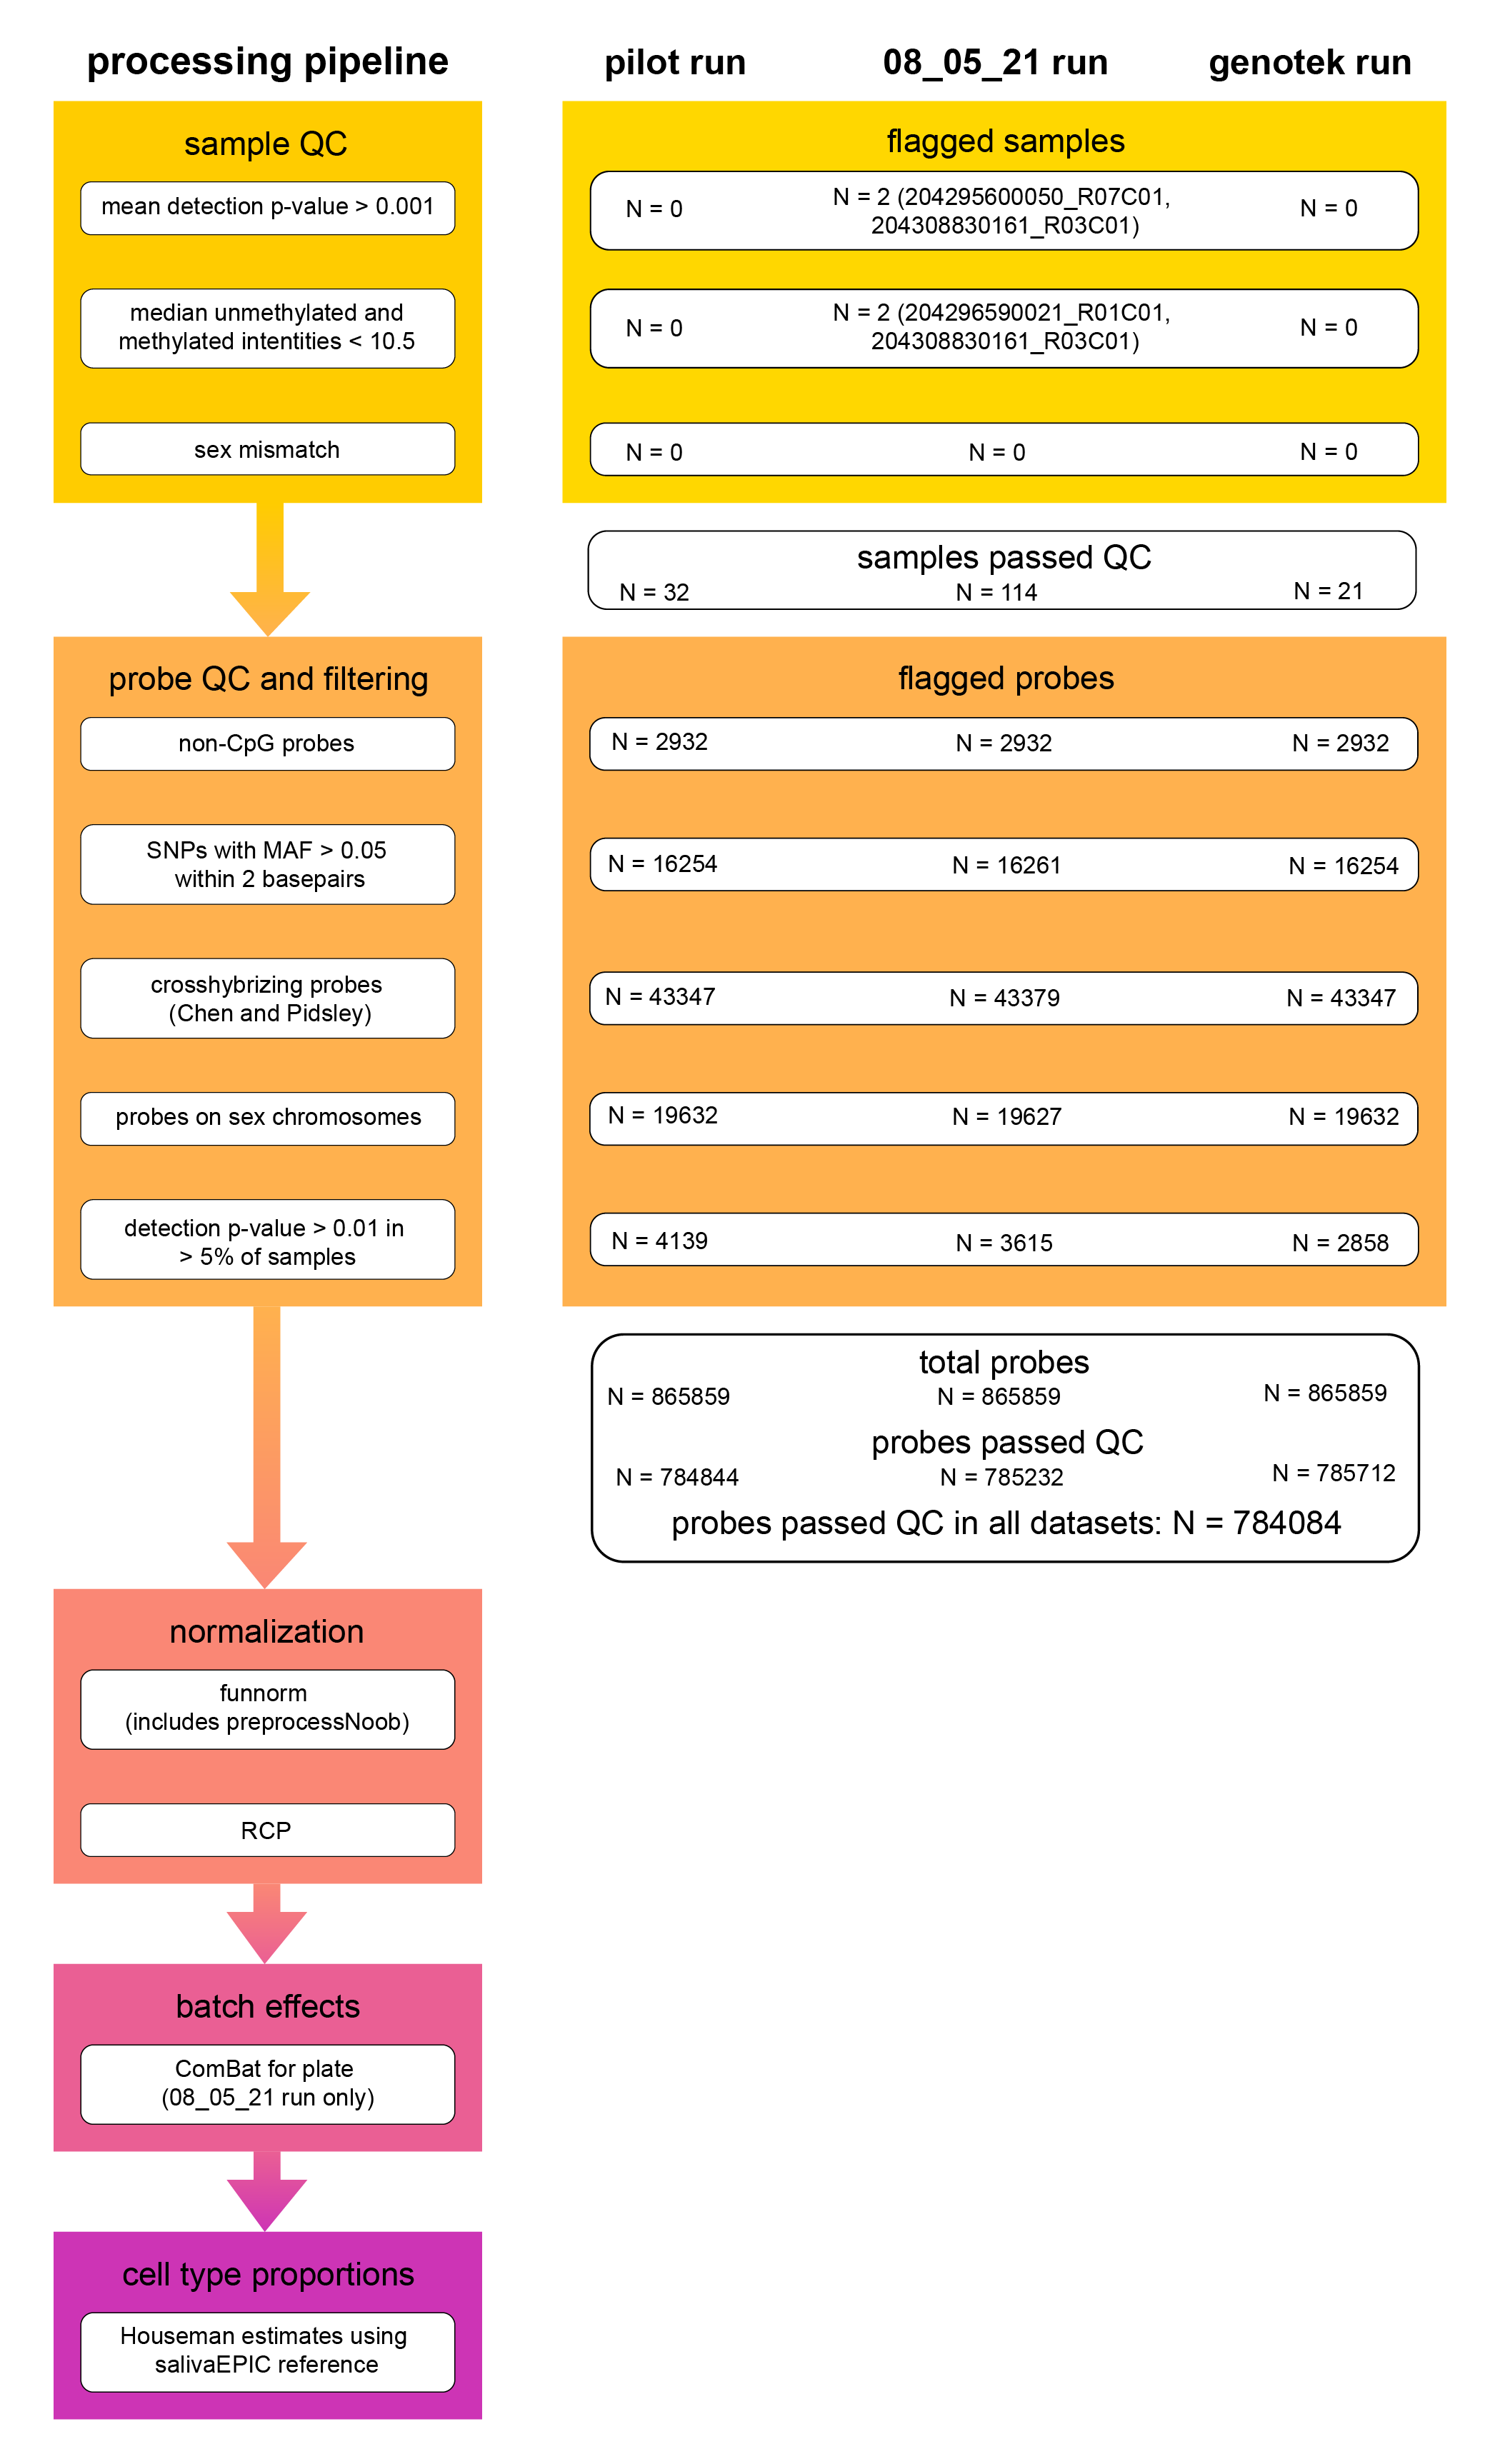 processing pipeline
pilot run
08_05_21 run
genotek run
sample QC
flagged samples
mean detection p-value > 0.001
N = 0
N = 2 (204295600050_R07C01,
204308830161_R03C01)
N = 0
median unmethylated and
methylated intentities < 10.5
N = 0
N = 2 (204296590021_R01C01,
204308830161_R03C01)
N = 0
sex mismatch
N = 0
N = 0
N = 0
samples passed QC
N = 32
N = 114
N = 21
probe QC and filtering
flagged probes
non-CpG probes
N = 2932
N = 2932
N = 2932
SNPs with MAF > 0.05
within 2 basepairs
N = 16254
N = 16261
N = 16254
crosshybrizing probes
(Chen and Pidsley)
N = 43347
N = 43379
N = 43347
probes on sex chromosomes
N = 19632
N = 19627
N = 19632
detection p-value > 0.01 in
> 5% of samples
N = 4139
N = 3615
N = 2858
total probes
N = 865859
N = 865859
N = 865859
probes passed QC
N = 784844
N = 785232
N = 785712
probes passed QC in all datasets: N = 784084
normalization
funnorm
(includes preprocessNoob)
RCP
batch effects
ComBat for plate
(08_05_21 run only)
cell type proportions
Houseman estimates using
salivaEPIC reference